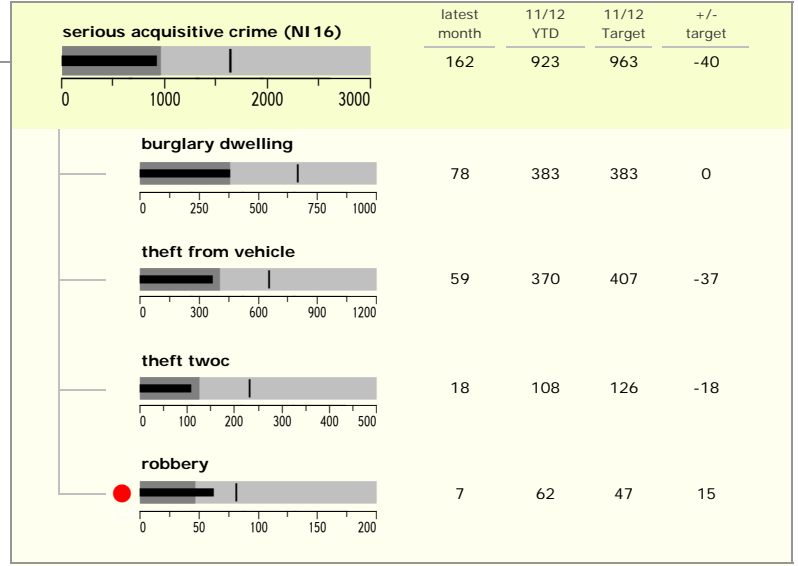 latest 11/12 11/12 +/-
serious acquisitive crime (NI 16) month YTD Target target
162 923 963 -40
0 1000 2000 3000
burglary dwelling
78 383 383 0
0 250 500 750 1000
theft from vehicle
59 370 407 -37
0 300 600 900 1200
theft twoc
18 108 126 -18
0 100 200 300 400 500
robbery
7 62 47 15
0 50 100 150 200